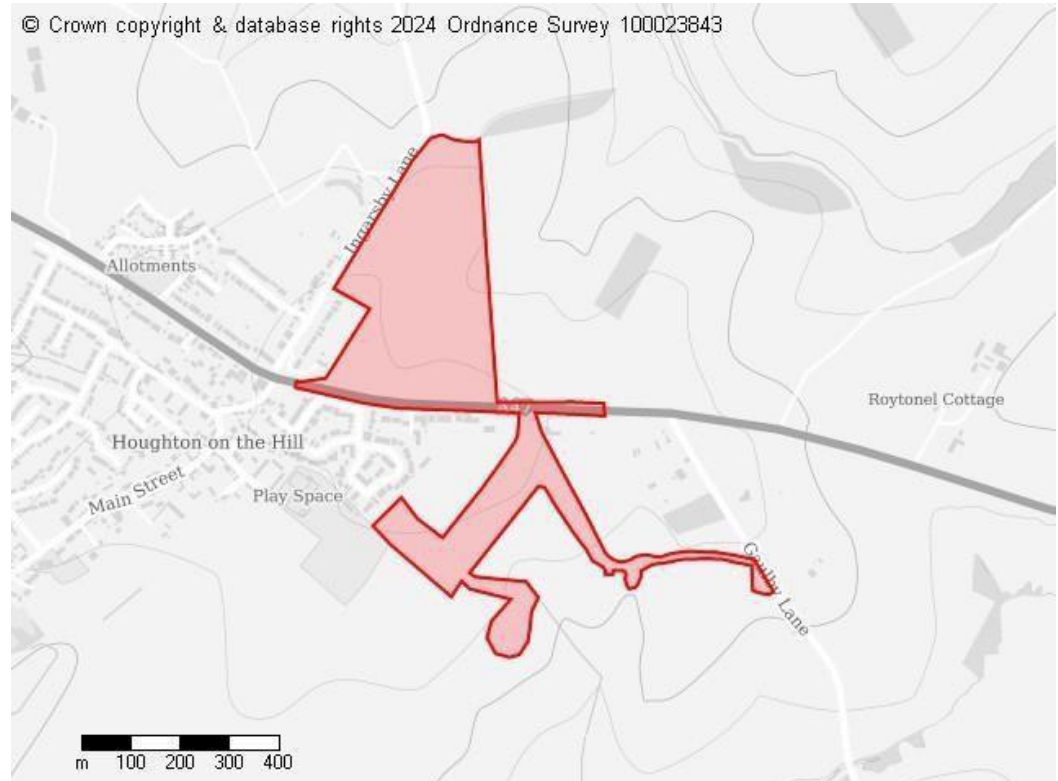 © Crown copyright & database rights 2024 Ordnance Survey 100023843
Ingarsby Lane
Allotments
Roytonel Cottage
Houghton on the Hill
Main Street
Play Space
Gaulby Lane
m 100 200 300 400